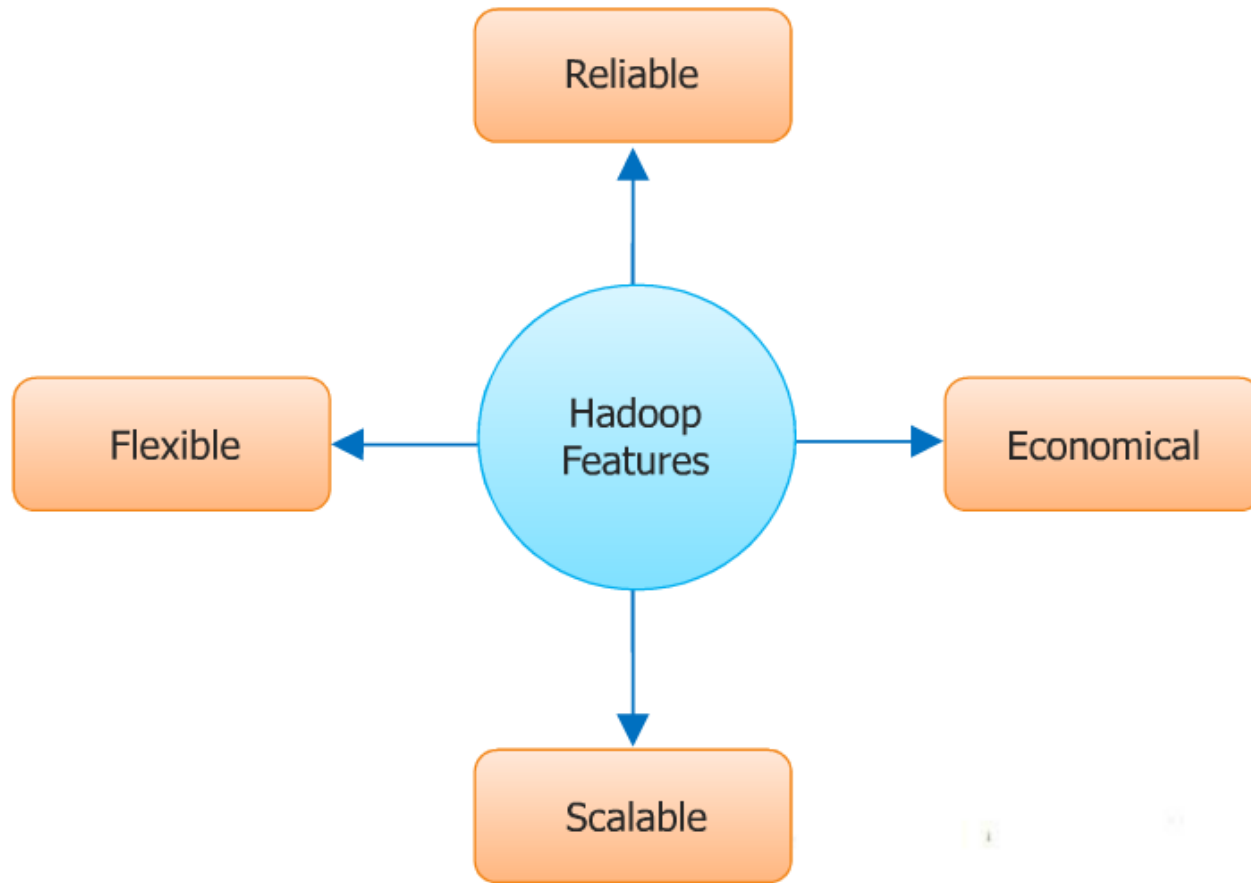 Reliable
Flexible
Hadoop
Features
Economical
Scalable